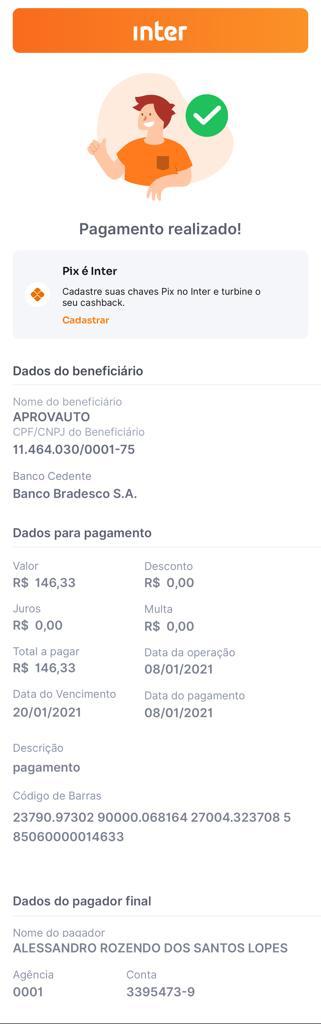 inter
Pagamento realizado!
Pix é Inter
Cadastre suas chaves Pix no Inter e turbine o
seu cashback.
Cadastrar
Dados do beneficiário
Nome do beneficiário
APROVAUTO
CPF/CNPJ do Beneficiário
11.464.030/0001-75
Banco Cedente
Banco Bradesco S.A.
Dados para pagamento
Valor Desconto
R$ 146,33 R$ 0,00
Juros Multa
R$ 0,00 R$ 0,00
Total a pagar Data da operação
R$ 146,33 08/01/2021
Data do Vencimento Data do pagamento
20/01/2021 08/01/2021
Descrição
pagamento
Código de Barras
23790.97302 90000.068164 27004.323708 5
85060000014633
Dados do pagador final
Nome do pagador
ALESSANDRO ROZENDO DOS SANTOS LOPES
Agência Conta
0001 3395473-9